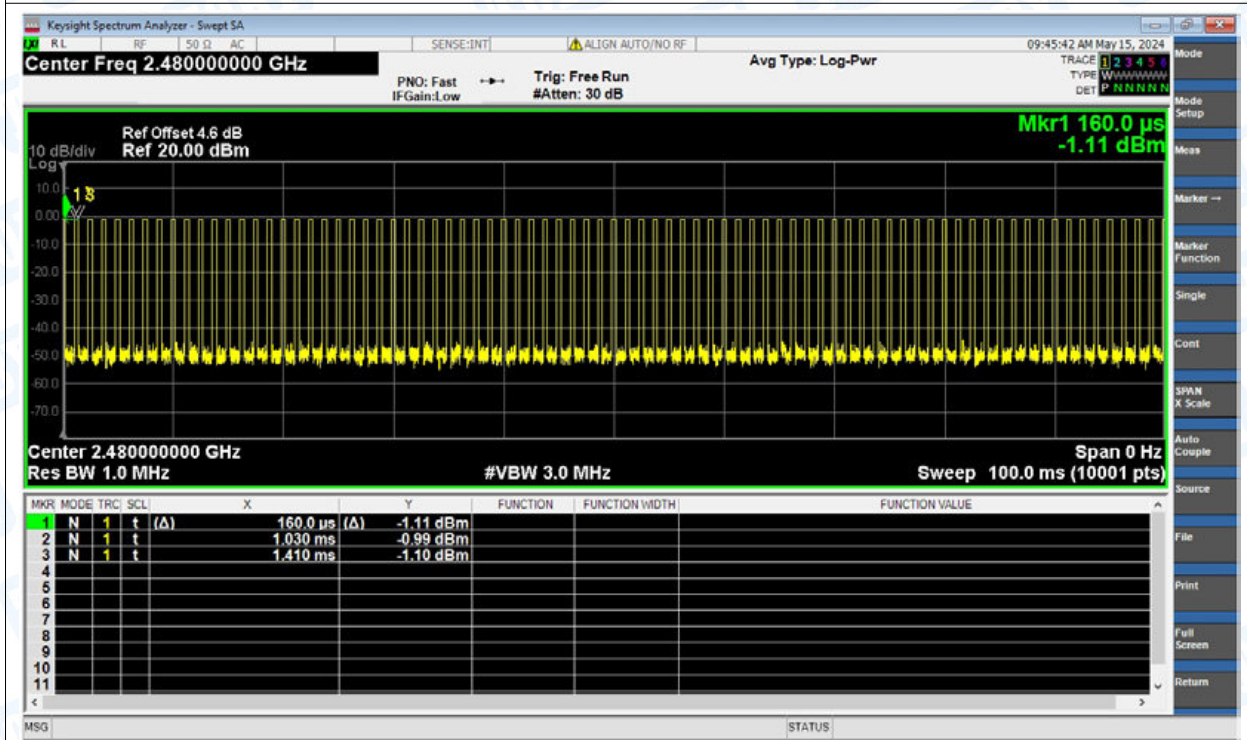 Keysight Spectrum Analyzer - Swept SA
RL RF 50 Ω AC SENSE:INT ALIGN AUTO/NO RF 09:45:42 AM May 15, 2024
Center Freq 2.480000000 GHz
Avg Type: Log-Pwr
TRACE 1 2 3 4 5 6
TYPE WWWWWW
DET P N N N N N
PNO: Fast
IFGain:Low
Trig: Free Run
#Atten: 30 dB
Mkr1 160.0 µs
-1.11 dBm
Ref Offset 4.6 dB
Ref 20.00 dBm
10 dB/div
Log
10.0
0.00
-10.0
-20.0
-30.0
-40.0
-50.0
-60.0
-70.0
1
3
Center 2.480000000 GHz Span 0 Hz
Res BW 1.0 MHz #VBW 3.0 MHz Sweep 100.0 ms (10001 pts)
MKR MODE TRC SCL X Y FUNCTION FUNCTION WIDTH FUNCTION VALUE
1 N 1 t (Δ) 160.0 µs (Δ) -1.11 dBm
2 N 1 t 1.030 ms -0.99 dBm
3 N 1 t 1.410 ms -1.10 dBm
4
5
6
7
8
9
10
11
MSG STATUS
Mode
Mode Setup
Meas
Marker →
Marker Function
Single
Cont
SPAN
X Scale
Auto Couple
Source
File
Print
Full Screen
Return